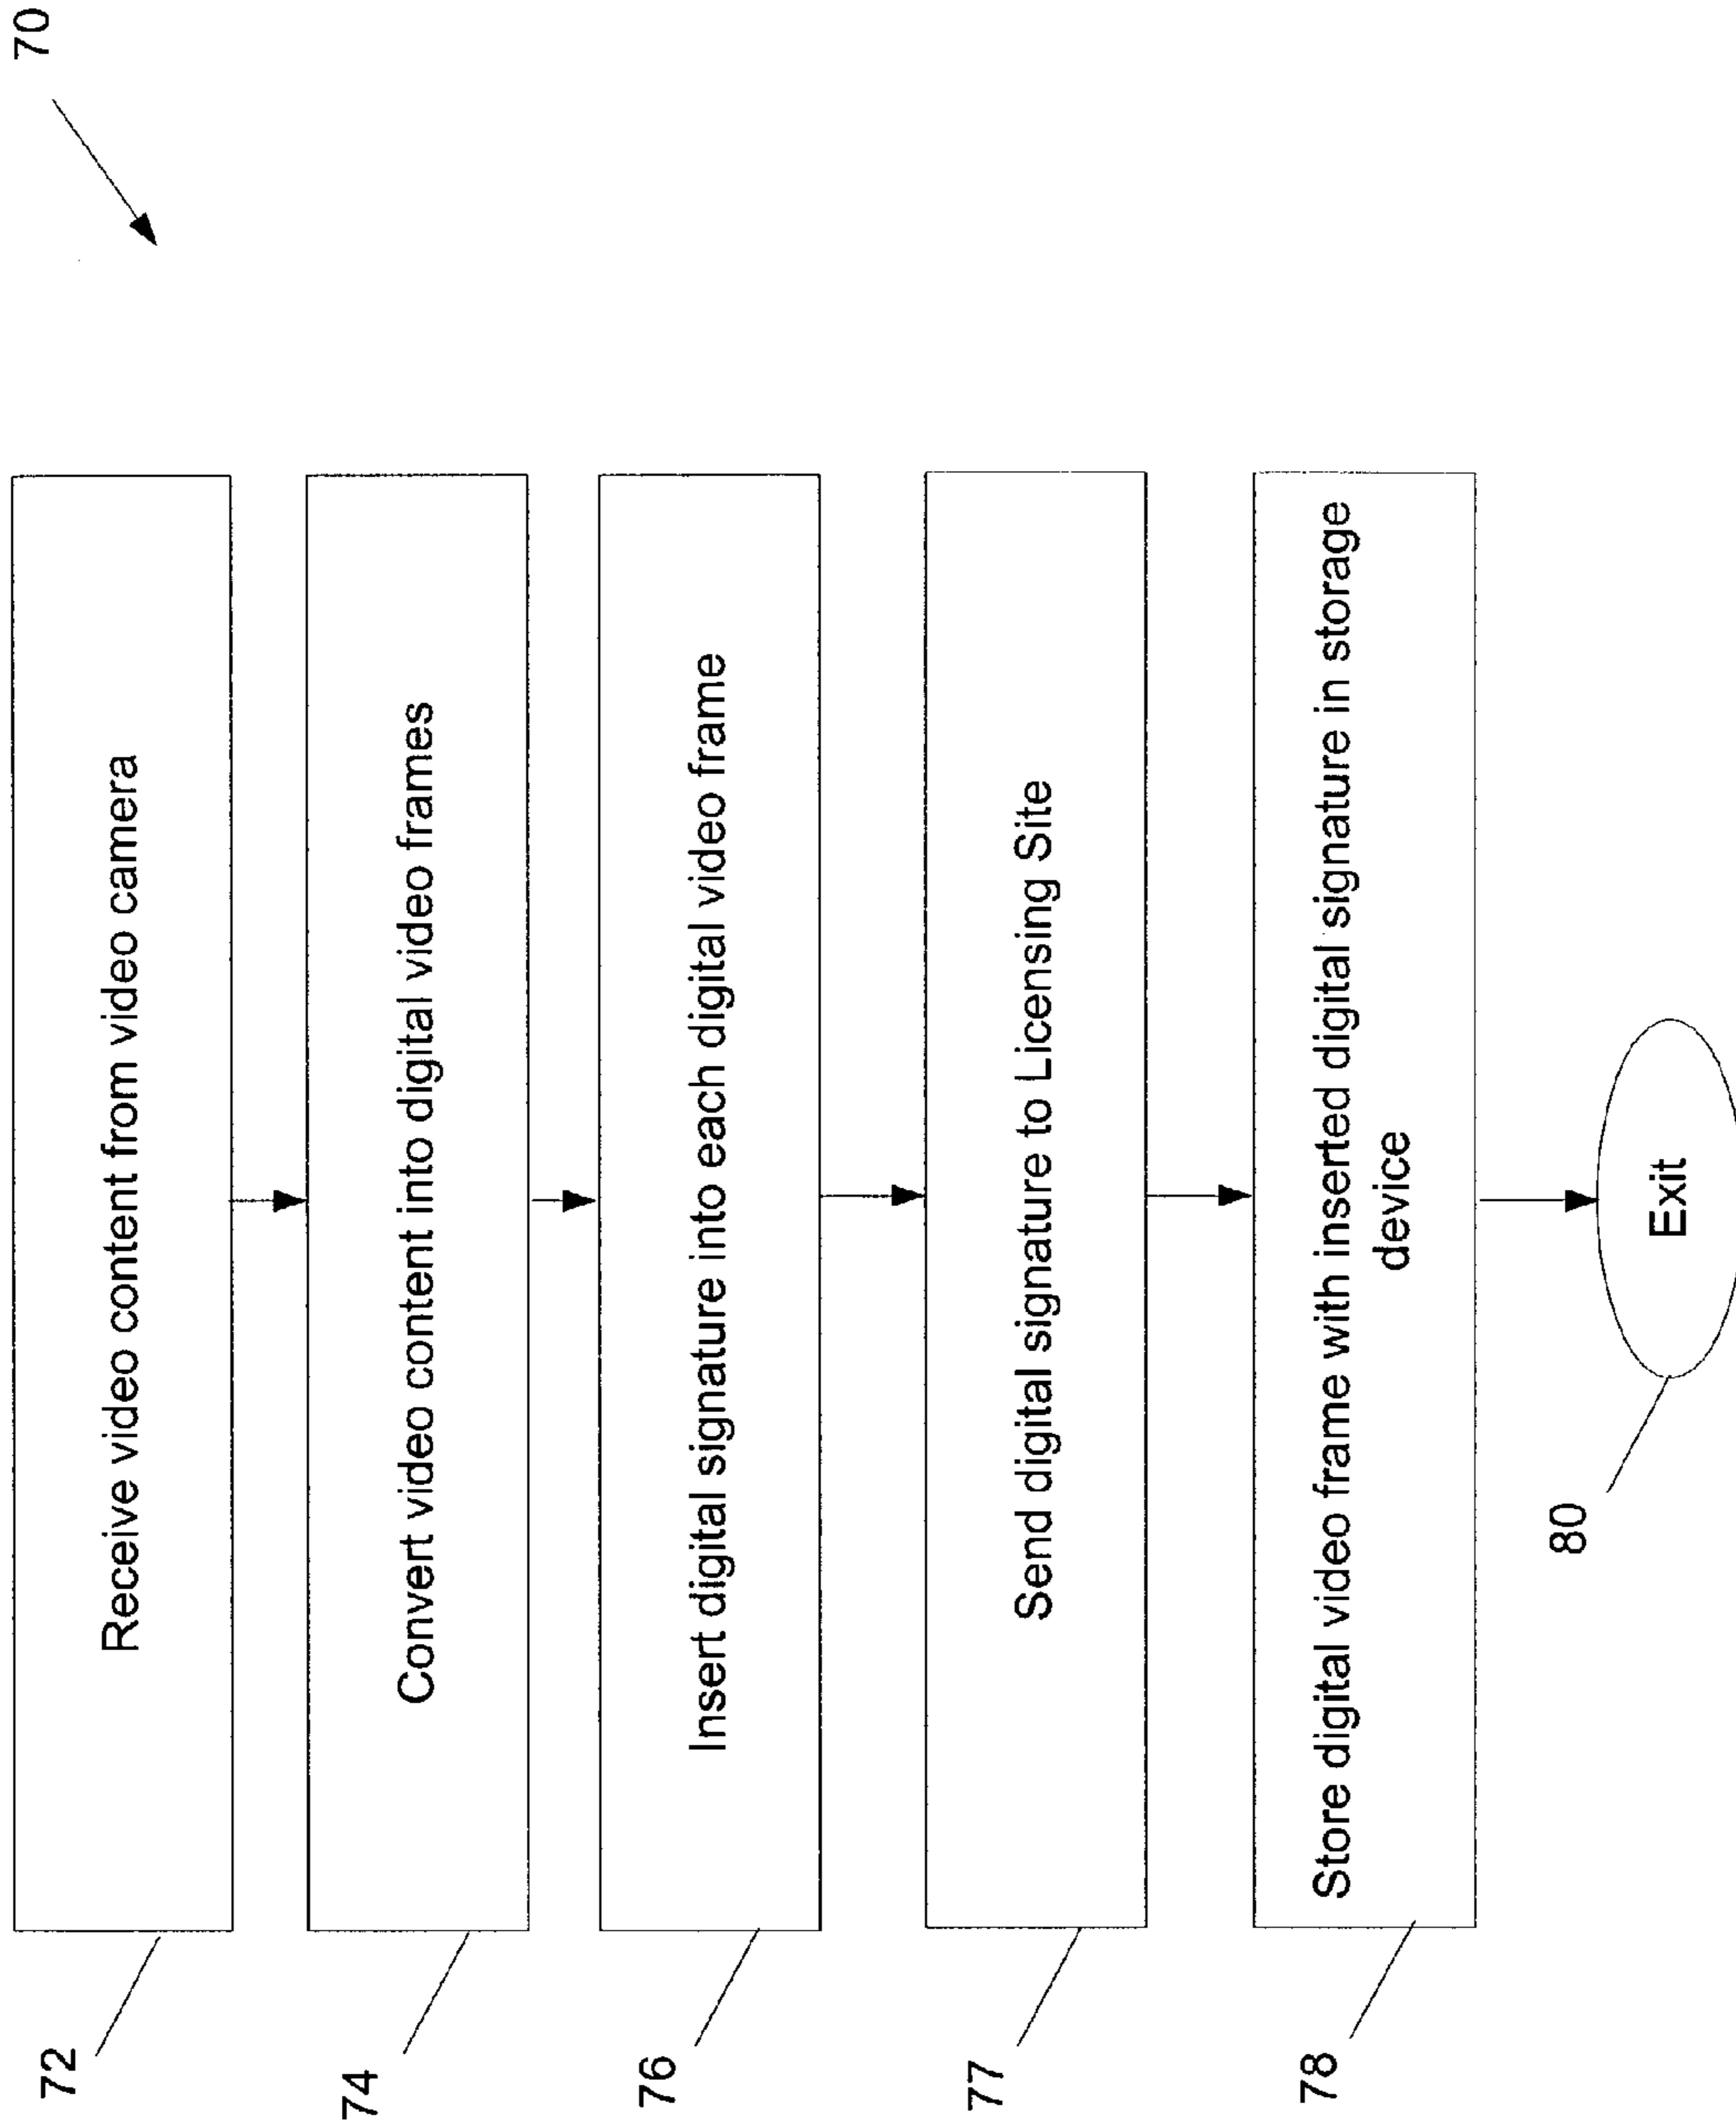 70
72
Receive video content from video camera
74
Convert video content into digital video frames
76
Insert digital signature into each digital video frame
77
Send digital signature to Licensing Site
78
Store digital video frame with inserted digital signature in storage
device
80
Exit